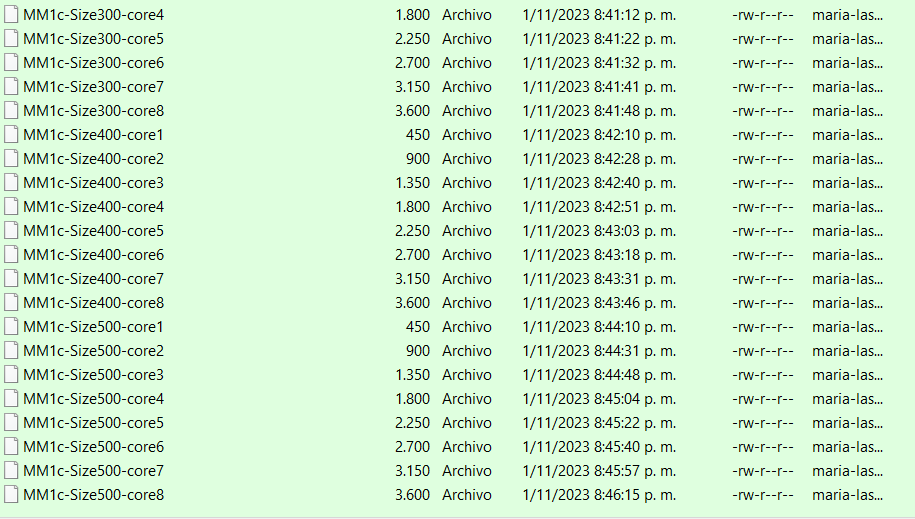 MM1c-Size300-core4 1.800 Archivo 1/11/2023 8:41:12 p. m. -rw-r--r-- maria-las...
MM1c-Size300-core5 2.250 Archivo 1/11/2023 8:41:22 p. m. -rw-r--r-- maria-las...
MM1c-Size300-core6 2.700 Archivo 1/11/2023 8:41:32 p. m. -rw-r--r-- maria-las...
MM1c-Size300-core7 3.150 Archivo 1/11/2023 8:41:41 p. m. -rw-r--r-- maria-las...
MM1c-Size300-core8 3.600 Archivo 1/11/2023 8:41:48 p. m. -rw-r--r-- maria-las...
MM1c-Size400-core1 450 Archivo 1/11/2023 8:42:10 p. m. -rw-r--r-- maria-las...
MM1c-Size400-core2 900 Archivo 1/11/2023 8:42:28 p. m. -rw-r--r-- maria-las...
MM1c-Size400-core3 1.350 Archivo 1/11/2023 8:42:40 p. m. -rw-r--r-- maria-las...
MM1c-Size400-core4 1.800 Archivo 1/11/2023 8:42:51 p. m. -rw-r--r-- maria-las...
MM1c-Size400-core5 2.250 Archivo 1/11/2023 8:43:03 p. m. -rw-r--r-- maria-las...
MM1c-Size400-core6 2.700 Archivo 1/11/2023 8:43:18 p. m. -rw-r--r-- maria-las...
MM1c-Size400-core7 3.150 Archivo 1/11/2023 8:43:31 p. m. -rw-r--r-- maria-las...
MM1c-Size400-core8 3.600 Archivo 1/11/2023 8:43:46 p. m. -rw-r--r-- maria-las...
MM1c-Size500-core1 450 Archivo 1/11/2023 8:44:10 p. m. -rw-r--r-- maria-las...
MM1c-Size500-core2 900 Archivo 1/11/2023 8:44:31 p. m. -rw-r--r-- maria-las...
MM1c-Size500-core3 1.350 Archivo 1/11/2023 8:44:48 p. m. -rw-r--r-- maria-las...
MM1c-Size500-core4 1.800 Archivo 1/11/2023 8:45:04 p. m. -rw-r--r-- maria-las...
MM1c-Size500-core5 2.250 Archivo 1/11/2023 8:45:22 p. m. -rw-r--r-- maria-las...
MM1c-Size500-core6 2.700 Archivo 1/11/2023 8:45:40 p. m. -rw-r--r-- maria-las...
MM1c-Size500-core7 3.150 Archivo 1/11/2023 8:45:57 p. m. -rw-r--r-- maria-las...
MM1c-Size500-core8 3.600 Archivo 1/11/2023 8:46:15 p. m. -rw-r--r-- maria-las...